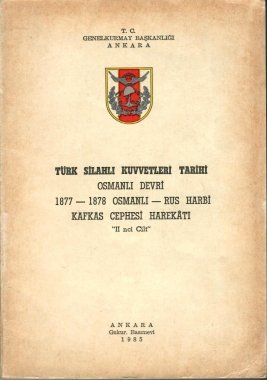 T. C.
GENELKURMAY BAŞKANLIĞI
ANKARA
TÜRK SİLAHLI KUVVETLERİ TARİHİ
OSMANLI DEVRİ
1877 — 1878 OSMANLI — RUS HARBİ
KAFKAS CEPHESİ HAREKÂTI
"II nci Cilt"
ANKARA
Gnkur. Basımevi
1985